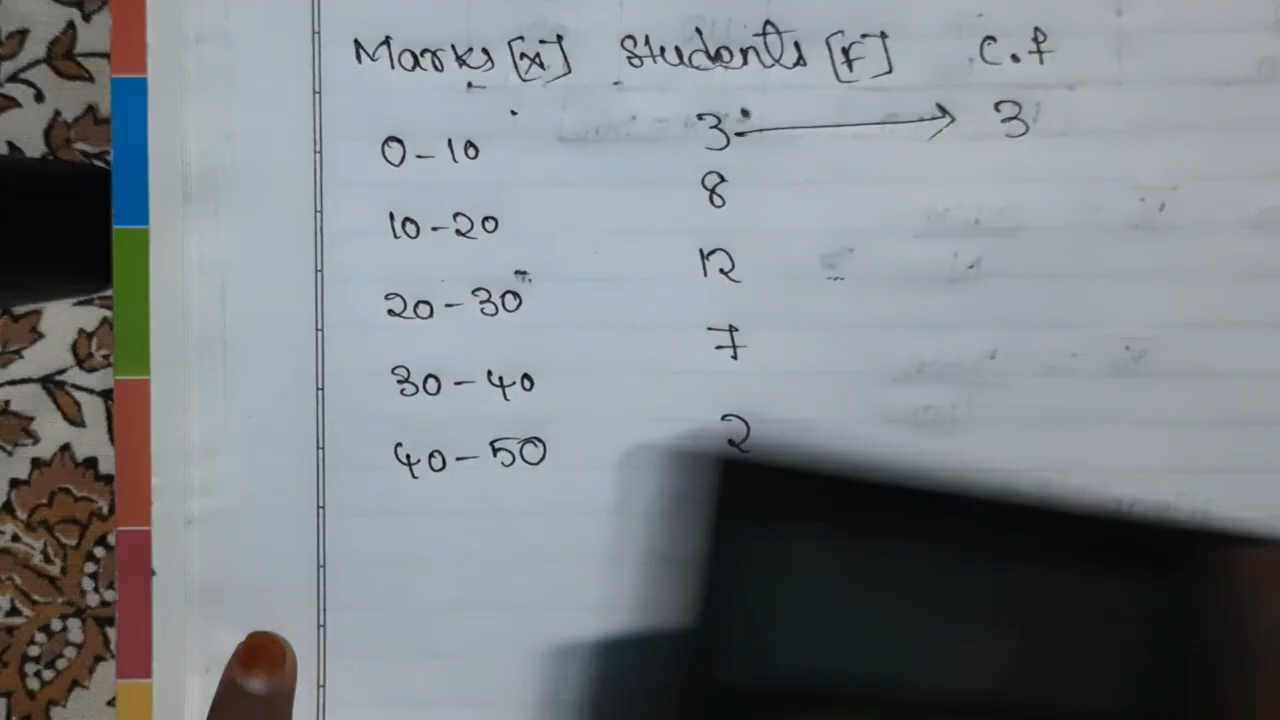 Marks [X] Students [F] C.f
0-10 3 → 3
10-20 8
20-30 12
30-40 7
40-50 2